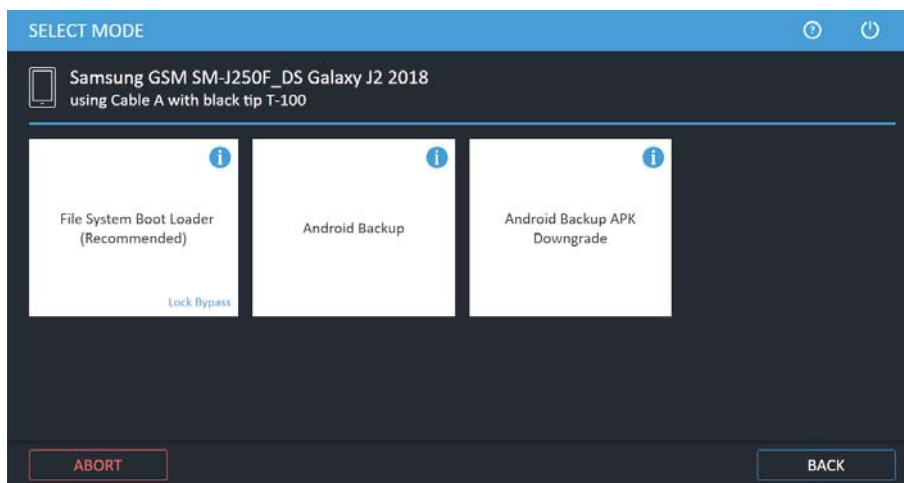 SELECT MODE
Samsung GSM SM-J250F_DS Galaxy J2 2018
using Cable A with black tip T-100
File System Boot Loader
(Recommended)
Lock Bypass
Android Backup
Android Backup APK
Downgrade
ABORT
BACK